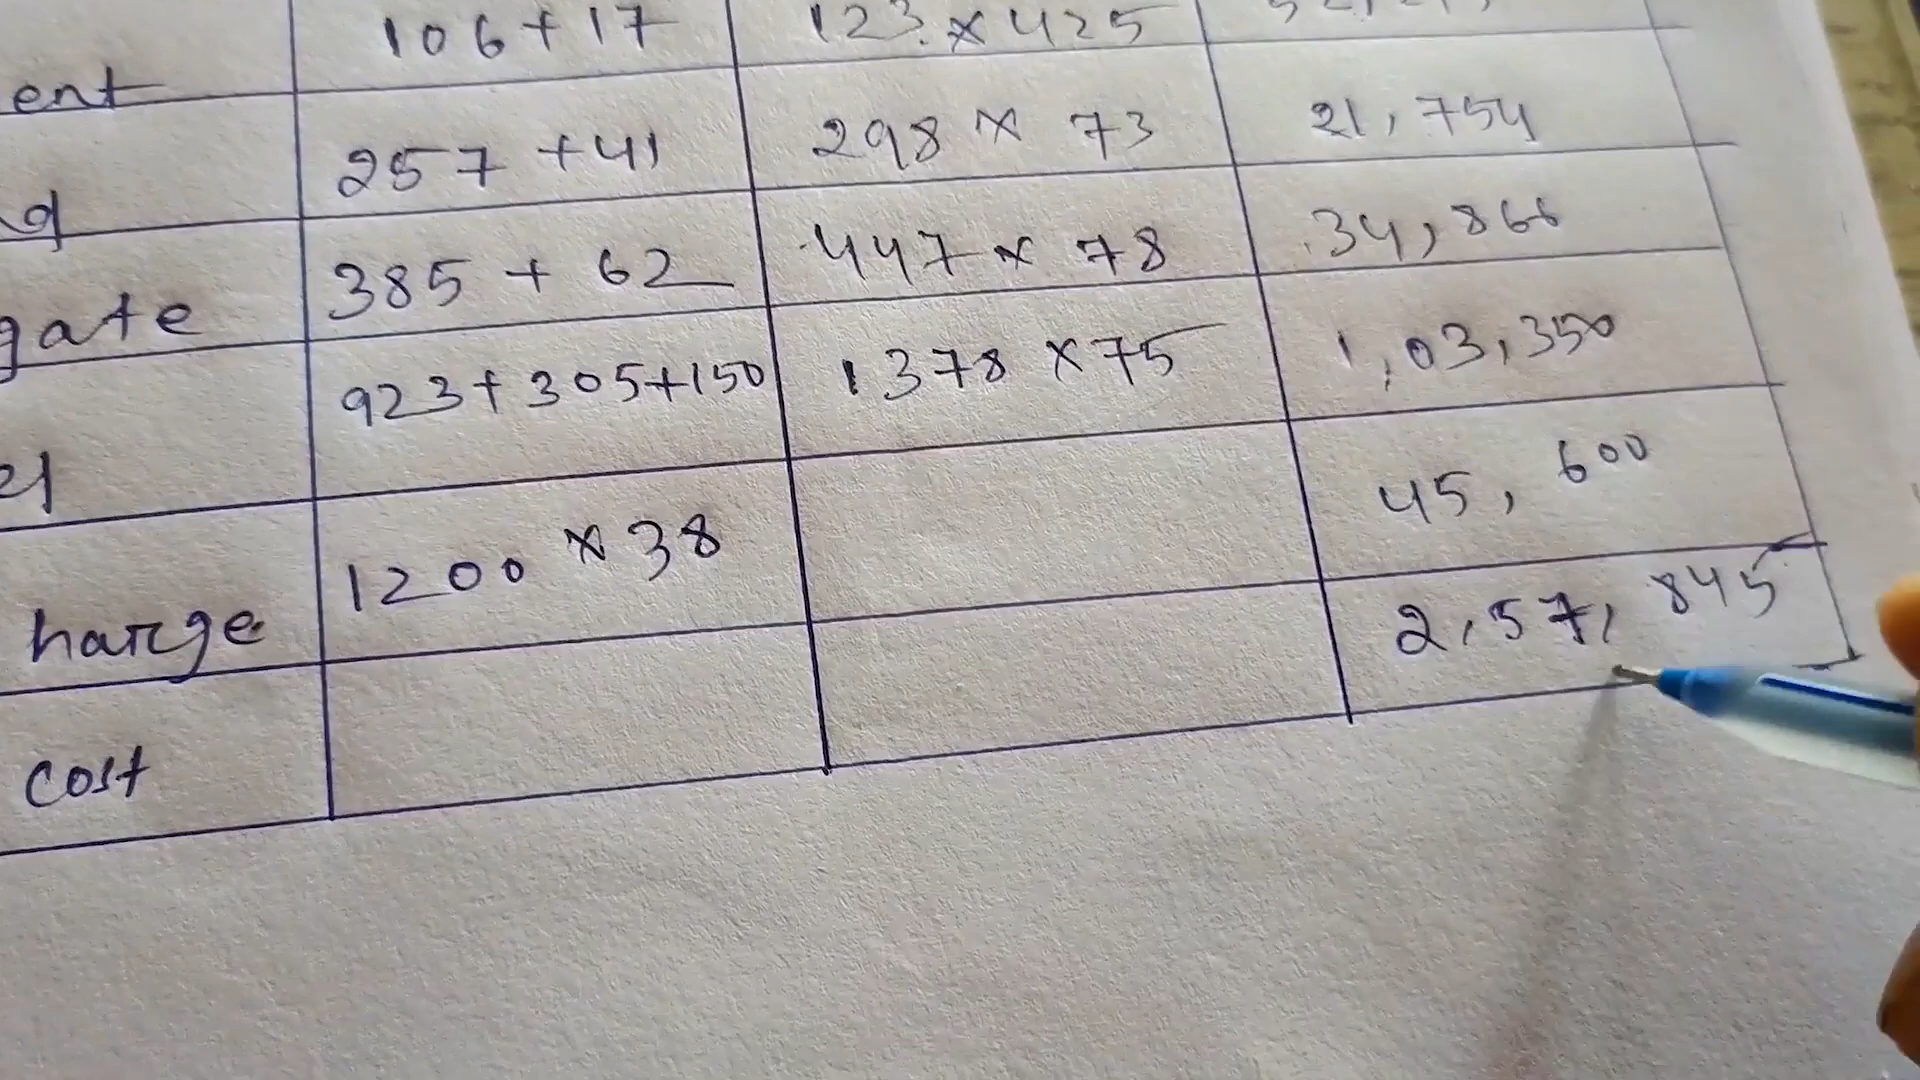 ent 106+17 123 × 425
257 +41 298 × 73 21,754
gate 385 + 62 447 × 78 34,866
923+305+150 1378 ×75 1,03,350
harge 1200 × 38 45,600
cost 2,57,845